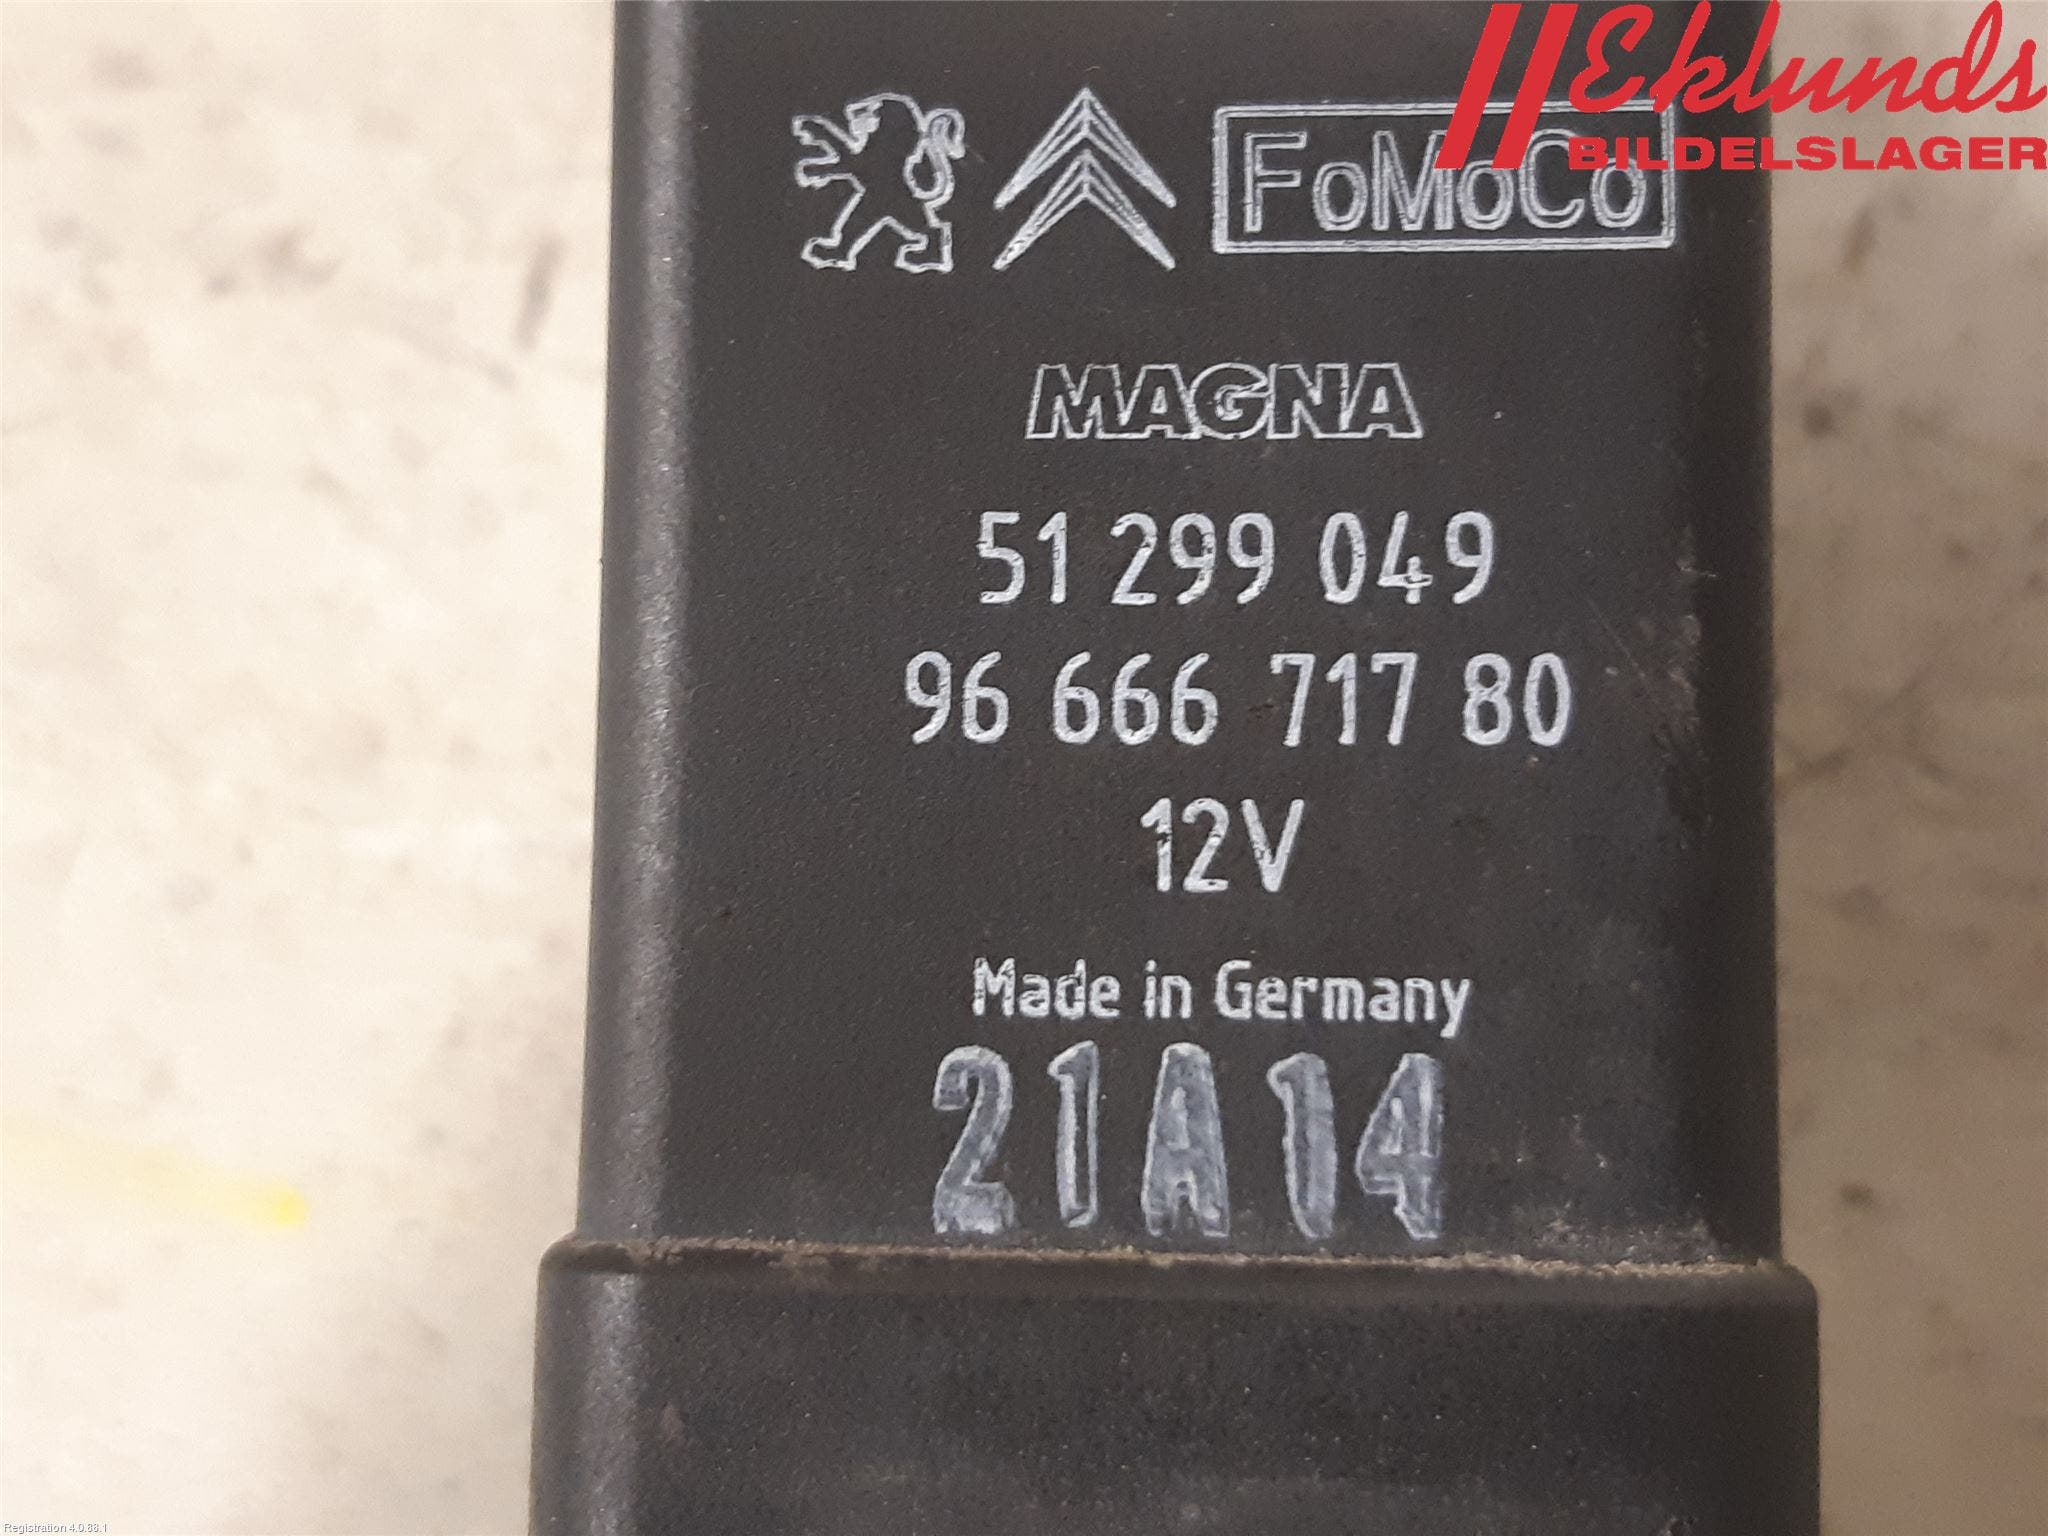 Eklunds
BILDELSLAGER
FoMoCo
MAGNA
51 299 049
96 666 717 80
12V
Made in Germany
21A14
Registration 4.0.88.1